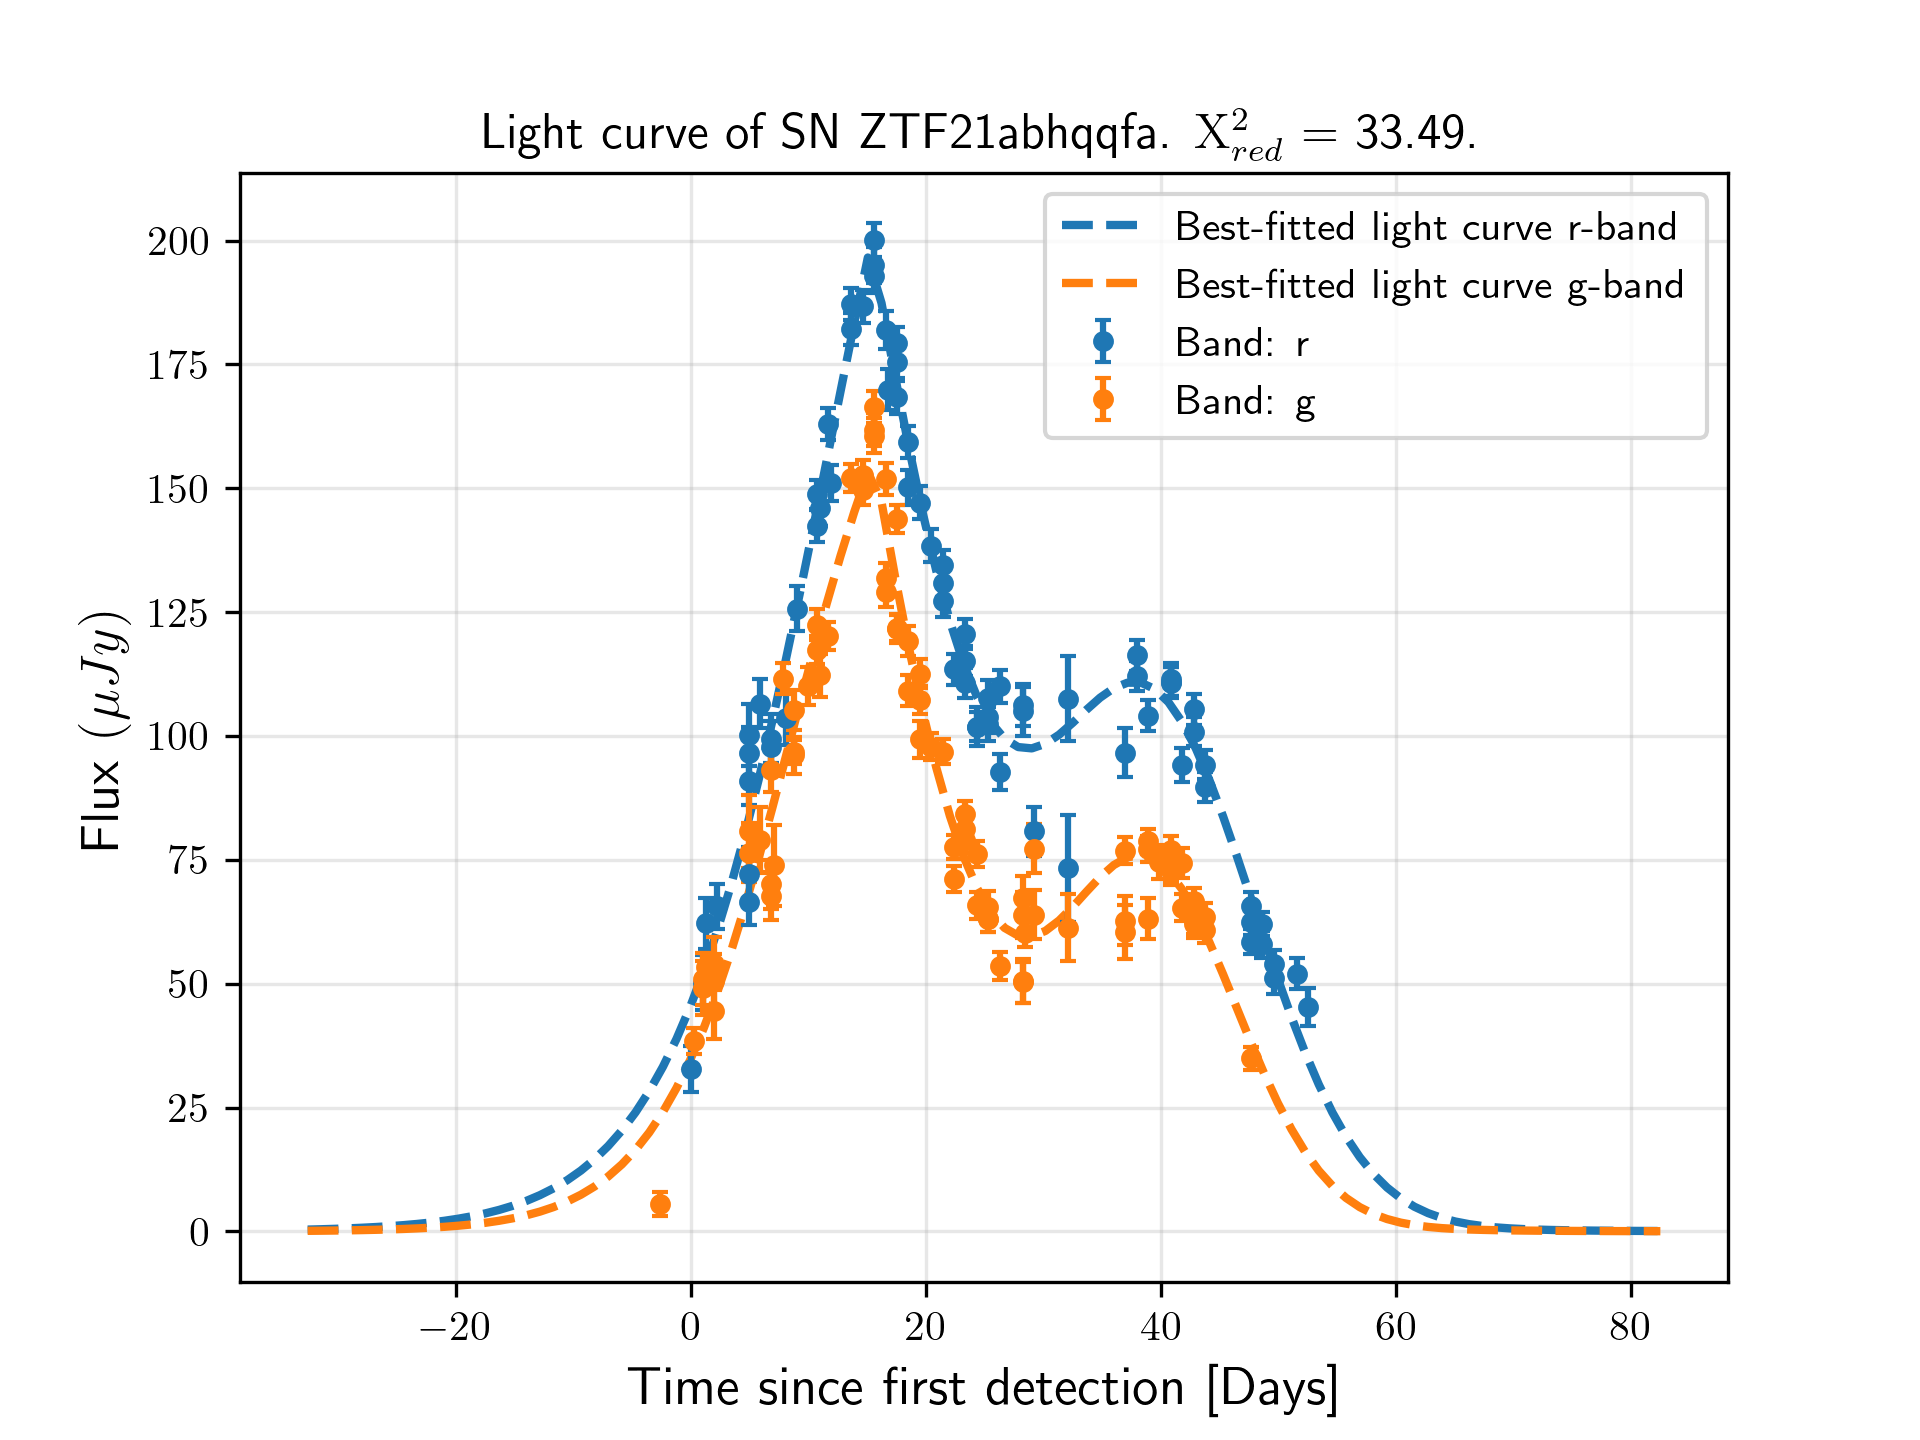 Light curve of SN ZTF21abhqqfa. X²_red = 33.49.
Best-fitted light curve r-band
Best-fitted light curve g-band
Band: r
Band: g
Flux (μJy)
200
175
150
125
100
75
50
25
0
−20 0 20 40 60 80
Time since first detection [Days]